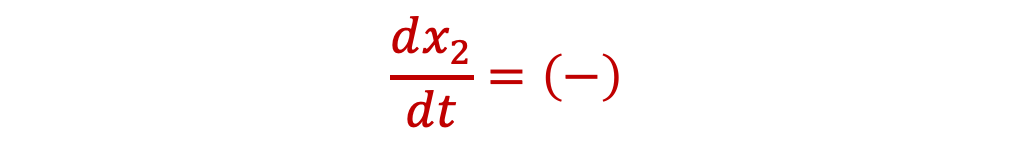 dx₂/dt = (−)